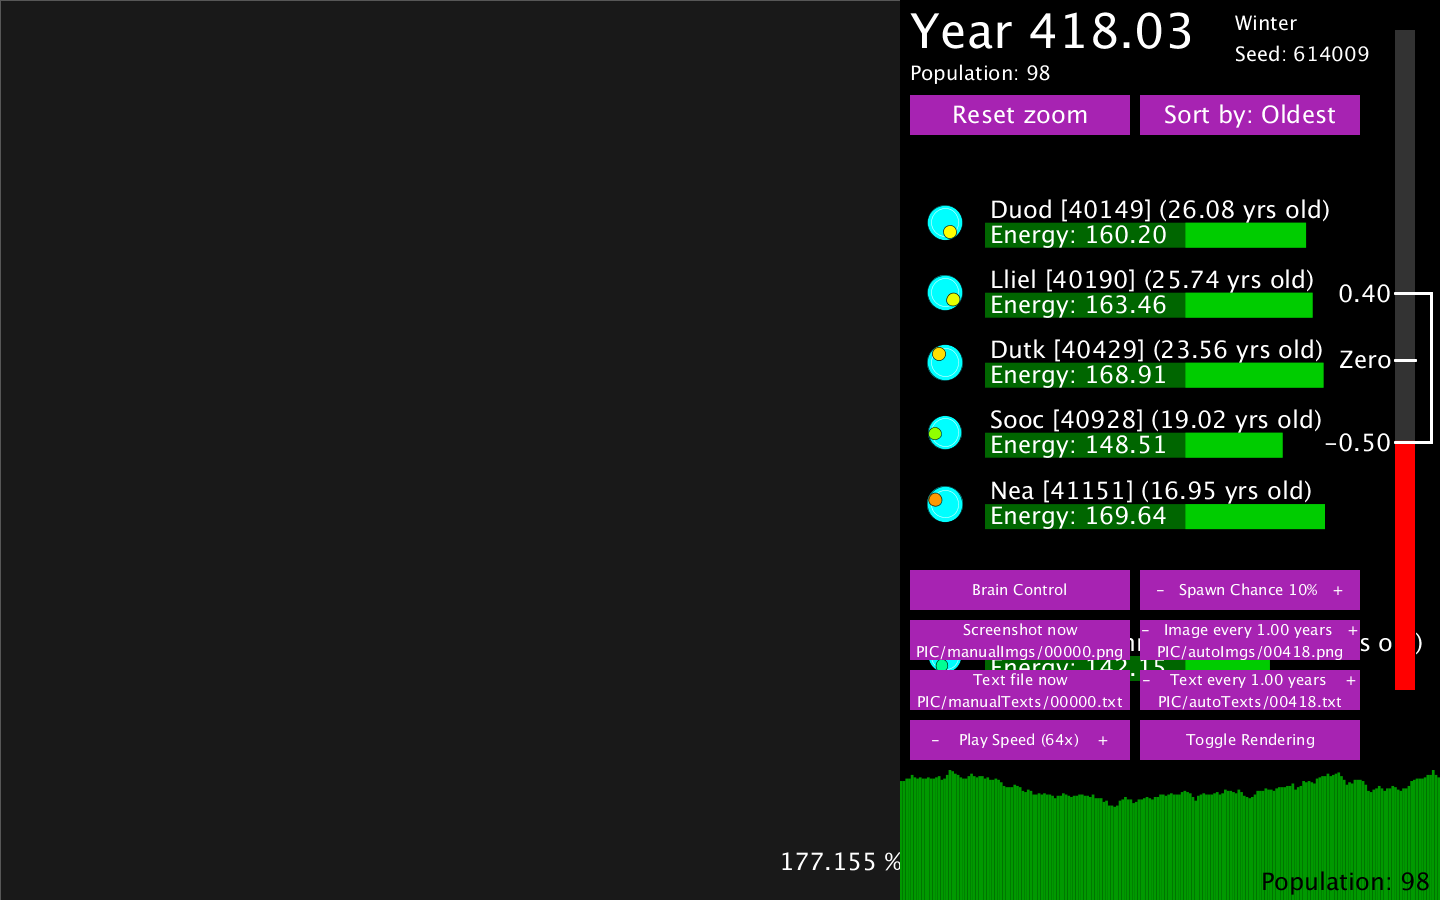 Year 418.03
Winter
Seed: 614009
Population: 98
Reset zoom
Sort by: Oldest
Duod [40149] (26.08 yrs old)
Energy: 160.20
Lliel [40190] (25.74 yrs old)
Energy: 163.46
0.40
Dutk [40429] (23.56 yrs old)
Energy: 168.91
Zero
Sooc [40928] (19.02 yrs old)
Energy: 148.51
-0.50
Nea [41151] (16.95 yrs old)
Energy: 169.64
Brain Control
- Spawn Chance 10% +
Screenshot now
PIC/manualImgs/00000.png
- Image every 1.00 years +
PIC/autoImgs/00418.png
Energy: 142.15
Text file now
PIC/manualTexts/00000.txt
- Text every 1.00 years +
PIC/autoTexts/00418.txt
- Play Speed (64x) +
Toggle Rendering
177.155 %
Population: 98